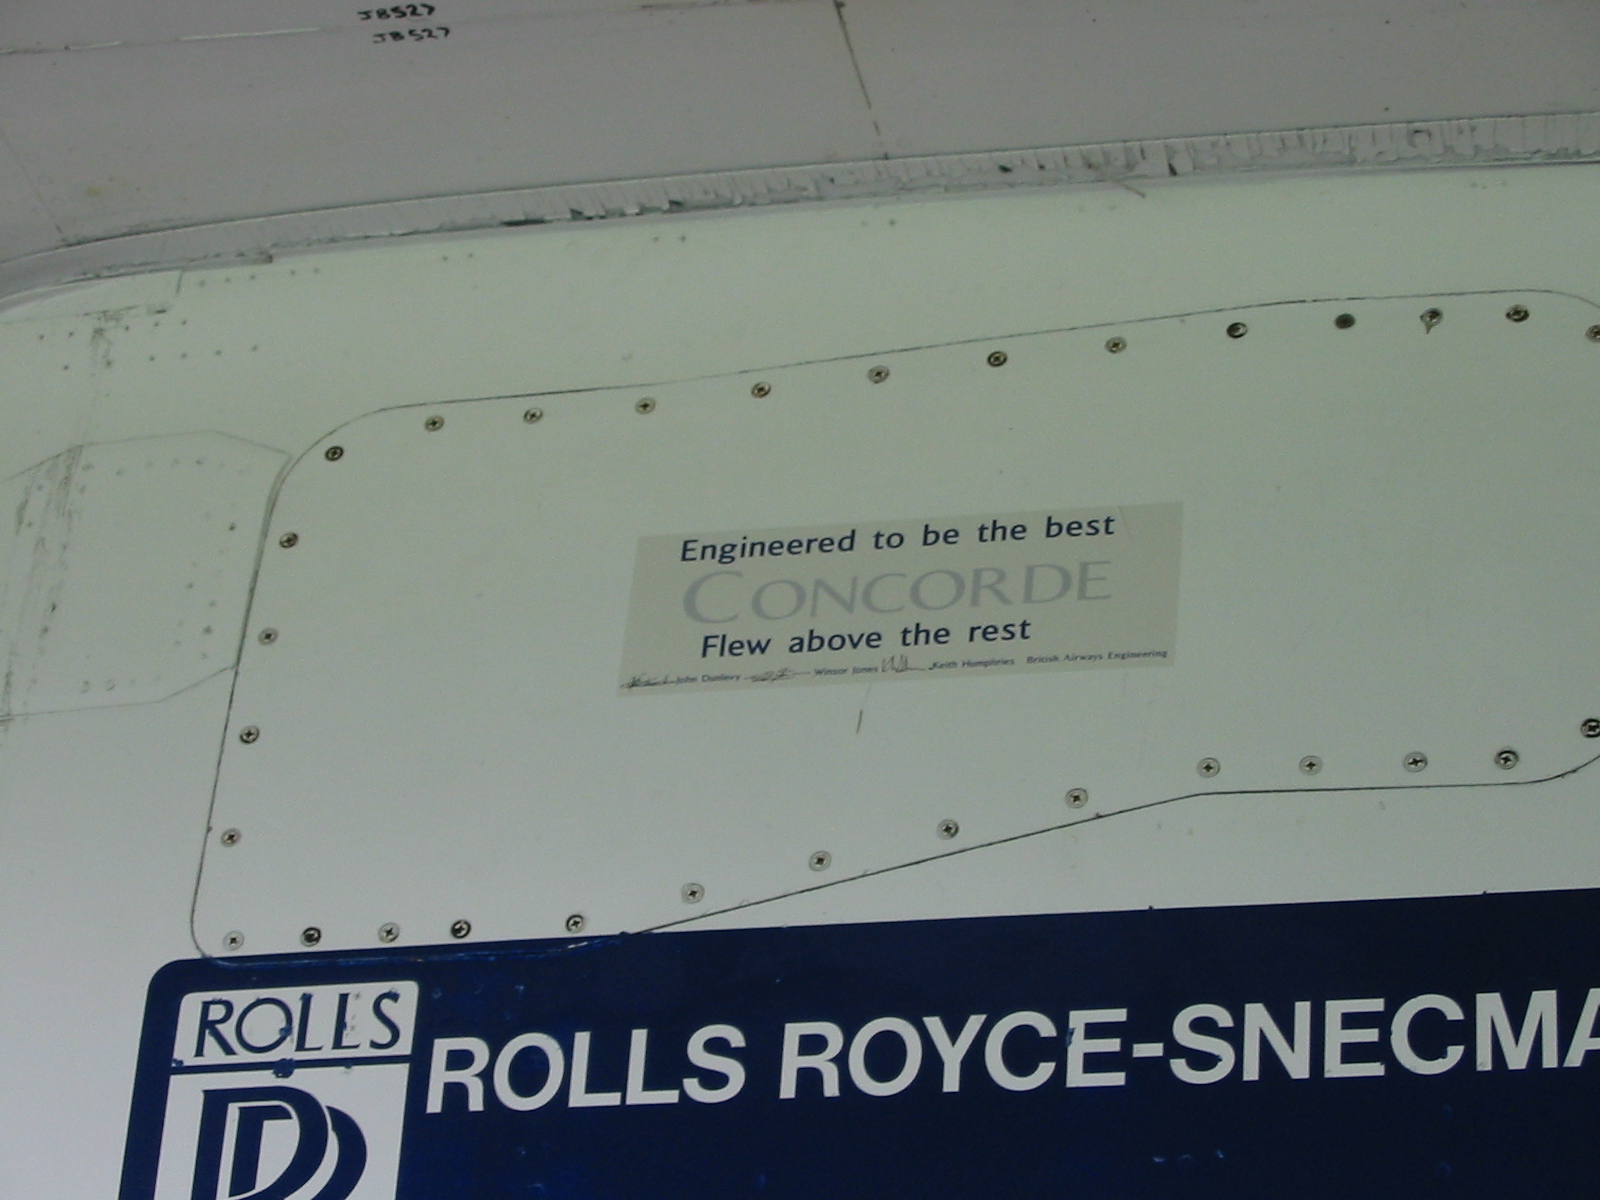 JB527
JB527
Engineered to be the best
CONCORDE
Flew above the rest
John Dunlevy Winsor Jones Keith Humphries British Airways Engineering
ROLLS
ROLLS ROYCE-SNECMA